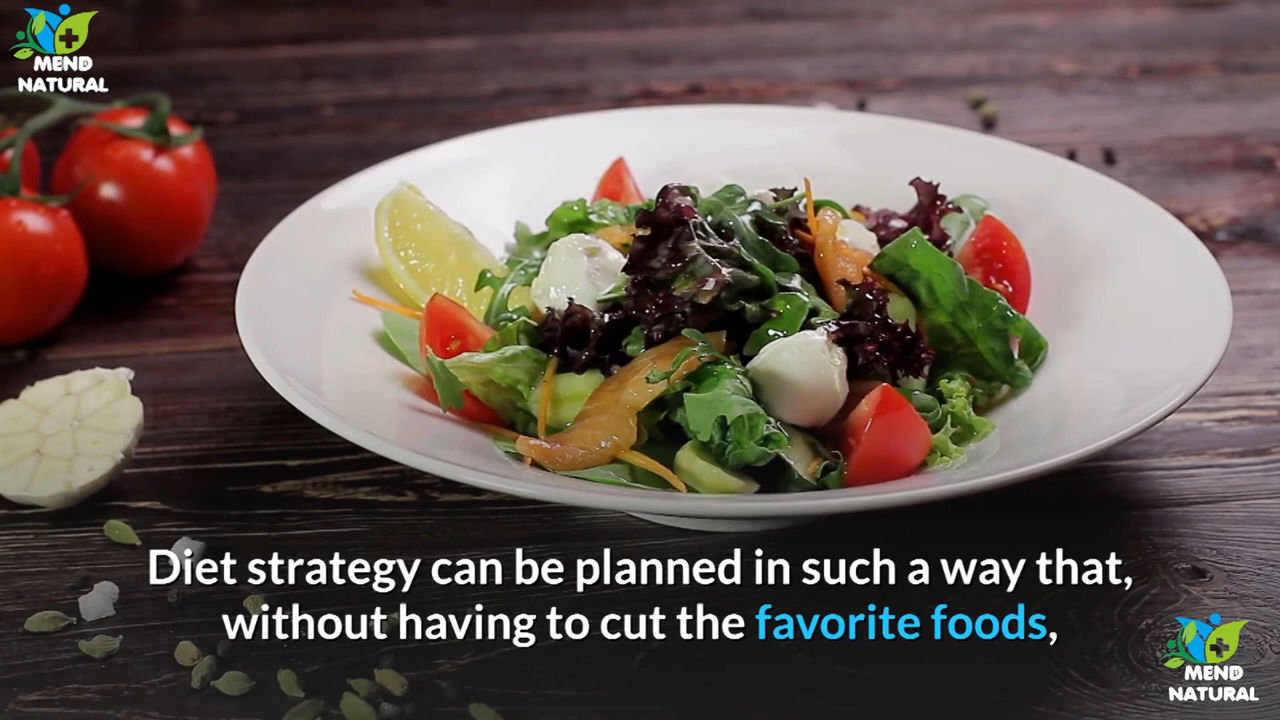 MEND
NATURAL
Diet strategy can be planned in such a way that,
without having to cut the favorite foods,
MEND
NATURAL